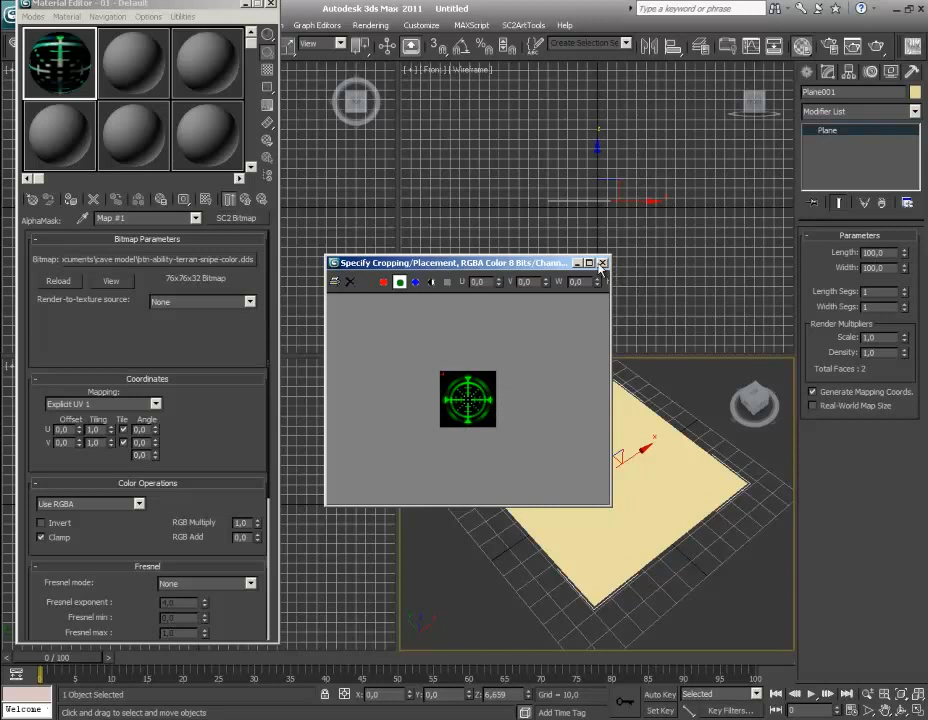 Material Editor - 01 - Default
Autodesk 3ds Max 2011 Untitled
Type a keyword or phrase
Modes Material Navigation Options Utilities
Graph Editors Rendering Customize MAXScript SC2ArtTools Help
View
Create Selection Se
[ + ] [ Front ] [ Wireframe ]
Plane001
Modifier List
Plane
AlphaMask: Map #1 SC2 Bitmap
Bitmap Parameters
Bitmap: xcuments\cave model\btn-ability-terran-snipe-color.dds
Reload View 76x76x32 Bitmap
Render-to-texture source: None
Specify Cropping/Placement, RGBA Color 8 Bits/Chann...
U 0,0 V 0,0 W 0,0
Parameters
Length: 100,0
Width: 100,0
Length Segs: 1
Width Segs: 1
Render Multipliers
Scale: 1,0
Density: 1,0
Total Faces : 2
Generate Mapping Coords.
Real-World Map Size
Coordinates
Mapping:
Explicit UV 1
Offset Tiling Tile Angle
U 0,0 1,0 0,0
V 0,0 1,0 0,0
0,0
Color Operations
Use RGBA
Invert RGB Multiply 1,0
Clamp RGB Add 0,0
Fresnel
Fresnel mode: None
Fresnel exponent : 4,0
Fresnel min : 0,0
Fresnel max : 1,0
0 / 100
0 5 10 15 20 25 30 35 40 45 50 55 60 65 70 75 80 85 90 95 100
1 Object Selected X: 0,0 Y: 0,0 Z: 6,659 Grid = 10,0 Auto Key Selected
Welcome Click and drag to select and move objects Add Time Tag Set Key Key Filters... 0